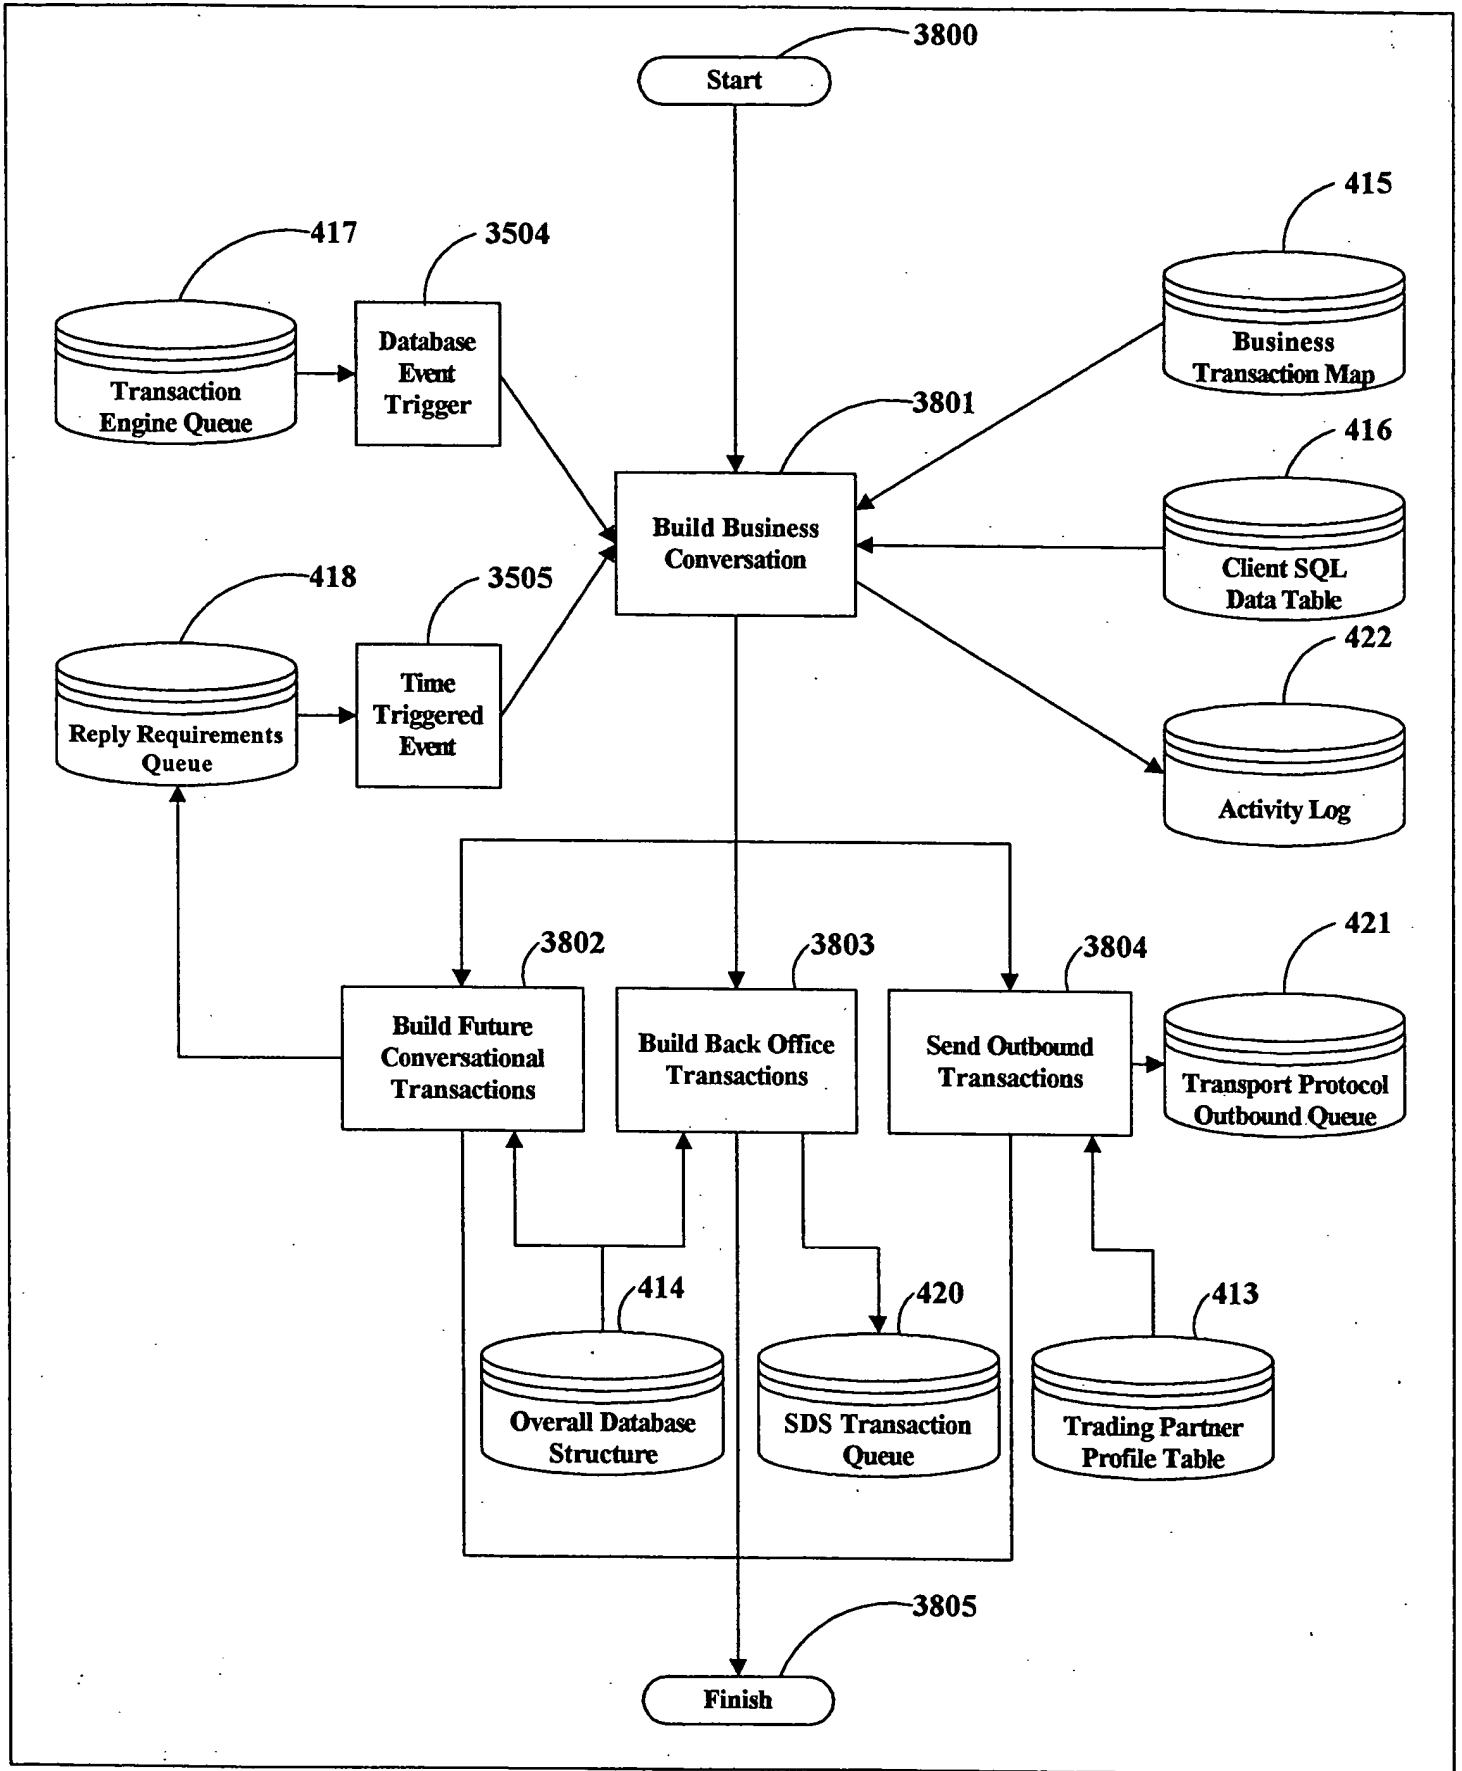 3800
Start
415
417
3504
Business
Transaction Map
Database
Event
Trigger
Transaction
Engine Queue
3801
416
Build Business
Conversation
Client SQL
Data Table
418
3505
422
Time
Triggered
Event
Reply Requirements
Queue
Activity Log
421
3802
3803
3804
Build Future
Conversational
Transactions
Build Back Office
Transactions
Send Outbound
Transactions
Transport Protocol
Outbound Queue
414
420
413
Overall Database
Structure
SDS Transaction
Queue
Trading Partner
Profile Table
3805
Finish